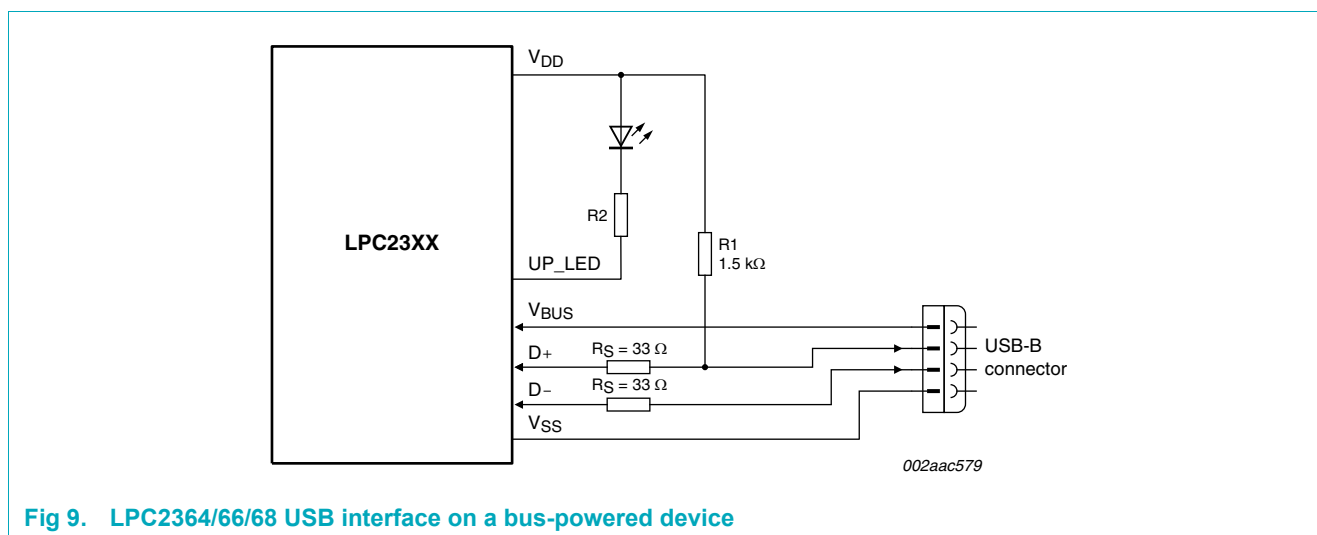 VDD
R2
LPC23XX
R1
1.5 kΩ
UP_LED
VBUS
D+ RS = 33 Ω
USB-B
connector
D− RS = 33 Ω
VSS
002aac579
Fig 9. LPC2364/66/68 USB interface on a bus-powered device